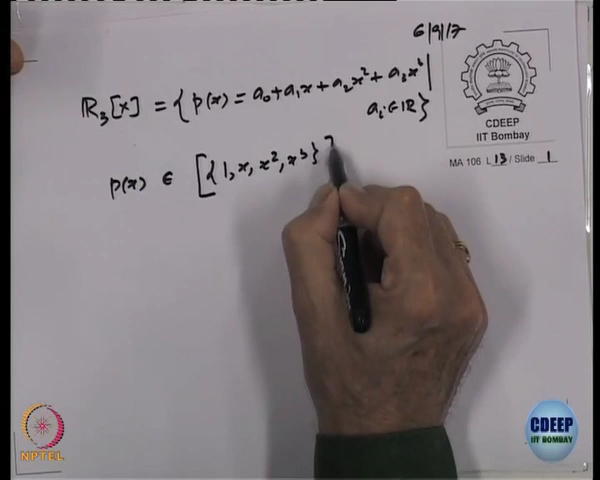 6/9/17
ℝ₃[x] = { p(x) = a₀ + a₁x + a₂x² + a₃x³ |
aᵢ ∈ ℝ }
CDEEP
IIT Bombay
MA 106 L 13 / Slide 1
p(x) ∈ [{1, x, x², x³}]
NPTEL
CDEEP
IIT BOMBAY